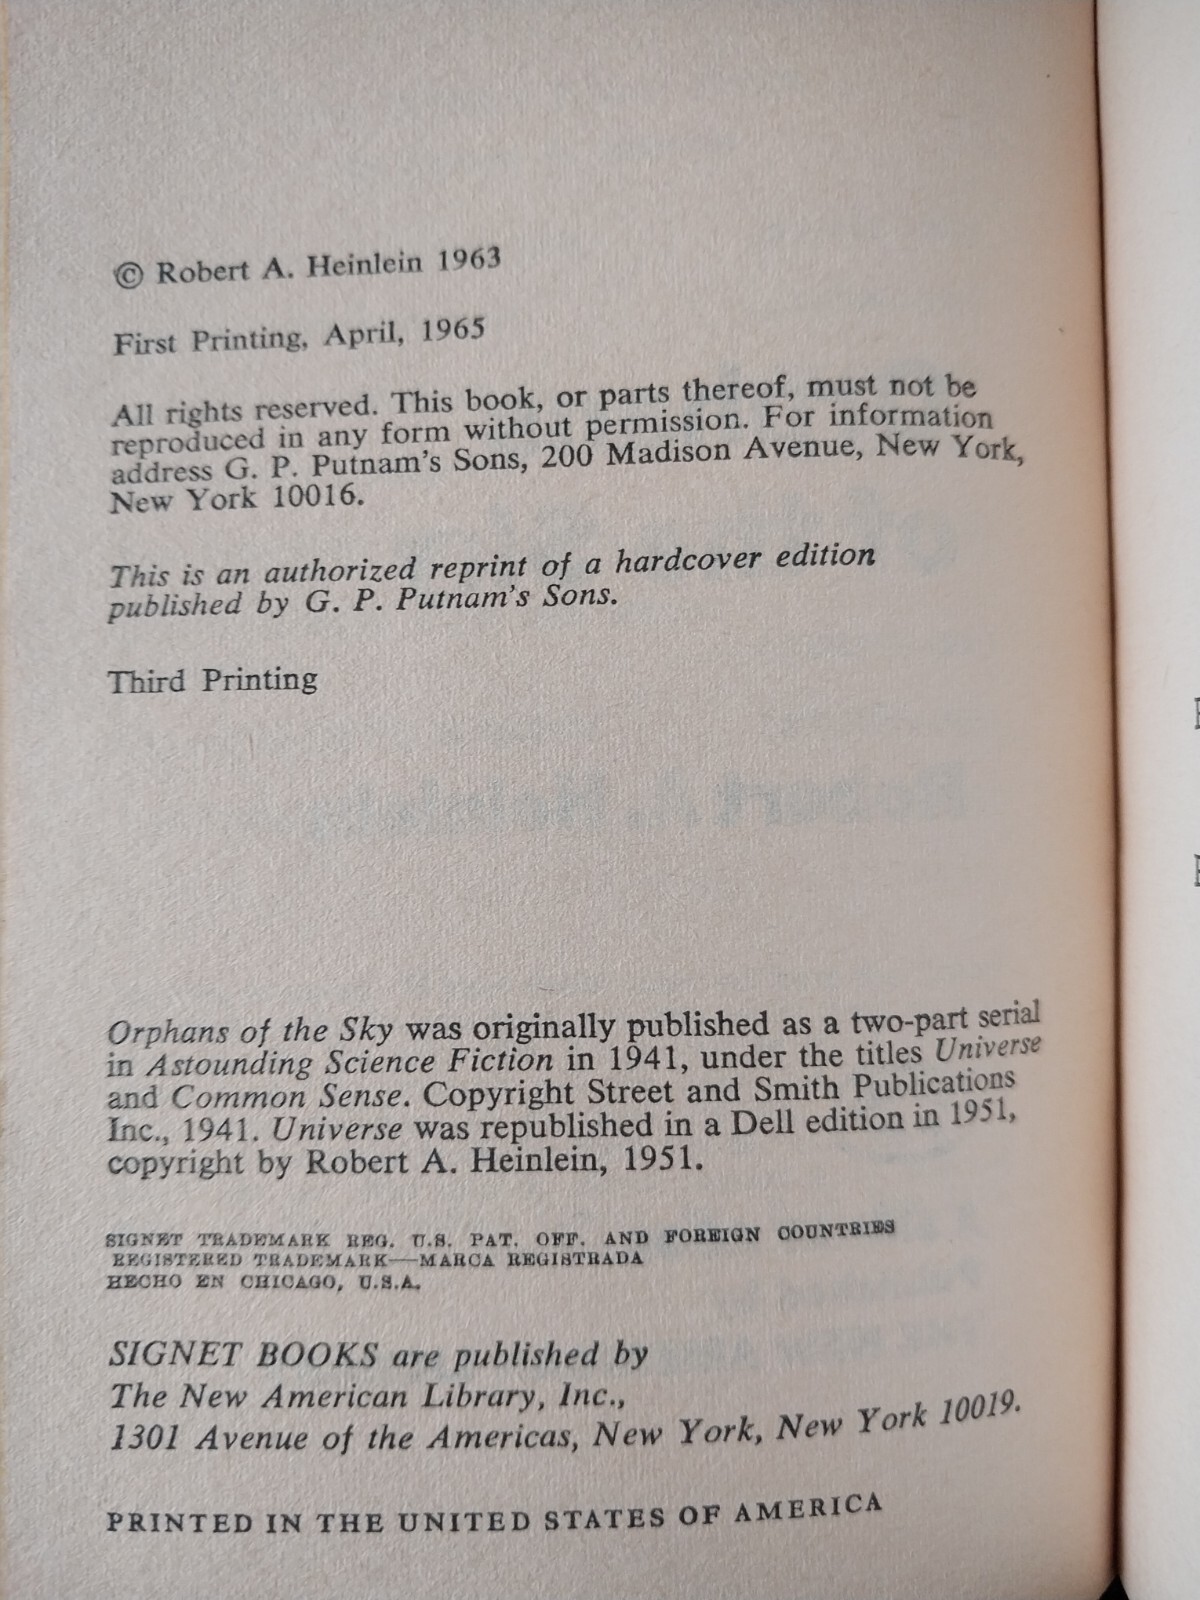 © Robert A. Heinlein 1963
First Printing, April, 1965
All rights reserved. This book, or parts thereof, must not be
reproduced in any form without permission. For information
address G. P. Putnam's Sons, 200 Madison Avenue, New York,
New York 10016.
This is an authorized reprint of a hardcover edition
published by G. P. Putnam's Sons.
Third Printing
Orphans of the Sky was originally published as a two-part serial
in Astounding Science Fiction in 1941, under the titles Universe
and Common Sense. Copyright Street and Smith Publications
Inc., 1941. Universe was republished in a Dell edition in 1951,
copyright by Robert A. Heinlein, 1951.
SIGNET TRADEMARK REG. U.S. PAT. OFF. AND FOREIGN COUNTRIES
REGISTERED TRADEMARK—MARCA REGISTRADA
HECHO EN CHICAGO, U.S.A.
SIGNET BOOKS are published by
The New American Library, Inc.,
1301 Avenue of the Americas, New York, New York 10019.
PRINTED IN THE UNITED STATES OF AMERICA